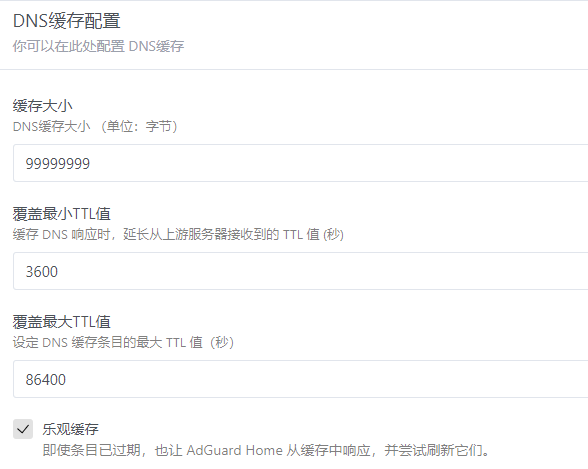 DNS缓存配置
你可以在此处配置 DNS缓存
缓存大小
DNS缓存大小 （单位：字节）
99999999
覆盖最小TTL值
缓存 DNS 响应时，延长从上游服务器接收到的 TTL 值 (秒)
3600
覆盖最大TTL值
设定 DNS 缓存条目的最大 TTL 值（秒）
86400
乐观缓存
即使条目已过期，也让 AdGuard Home 从缓存中响应，并尝试刷新它们。